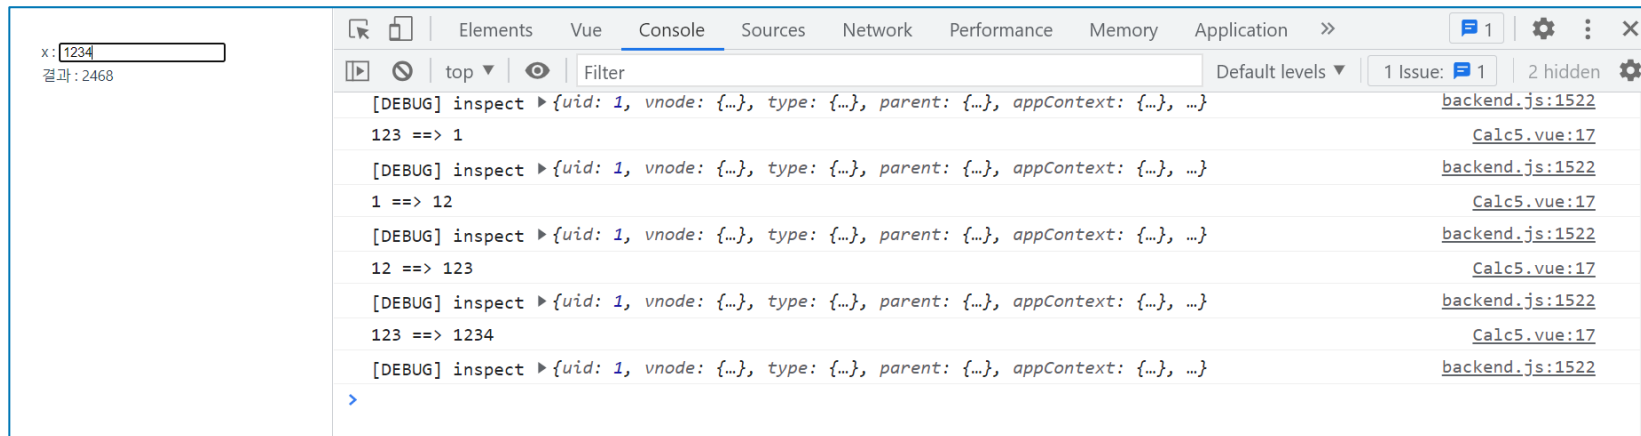 x : 1234
결과 : 2468
Elements Vue Console Sources Network Performance Memory Application » 1
top ▼ Filter Default levels ▼ 1 Issue: 1 2 hidden
[DEBUG] inspect ▶{uid: 1, vnode: {…}, type: {…}, parent: {…}, appContext: {…}, …} backend.js:1522
123 ==> 1 Calc5.vue:17
[DEBUG] inspect ▶{uid: 1, vnode: {…}, type: {…}, parent: {…}, appContext: {…}, …} backend.js:1522
1 ==> 12 Calc5.vue:17
[DEBUG] inspect ▶{uid: 1, vnode: {…}, type: {…}, parent: {…}, appContext: {…}, …} backend.js:1522
12 ==> 123 Calc5.vue:17
[DEBUG] inspect ▶{uid: 1, vnode: {…}, type: {…}, parent: {…}, appContext: {…}, …} backend.js:1522
123 ==> 1234 Calc5.vue:17
[DEBUG] inspect ▶{uid: 1, vnode: {…}, type: {…}, parent: {…}, appContext: {…}, …} backend.js:1522
>